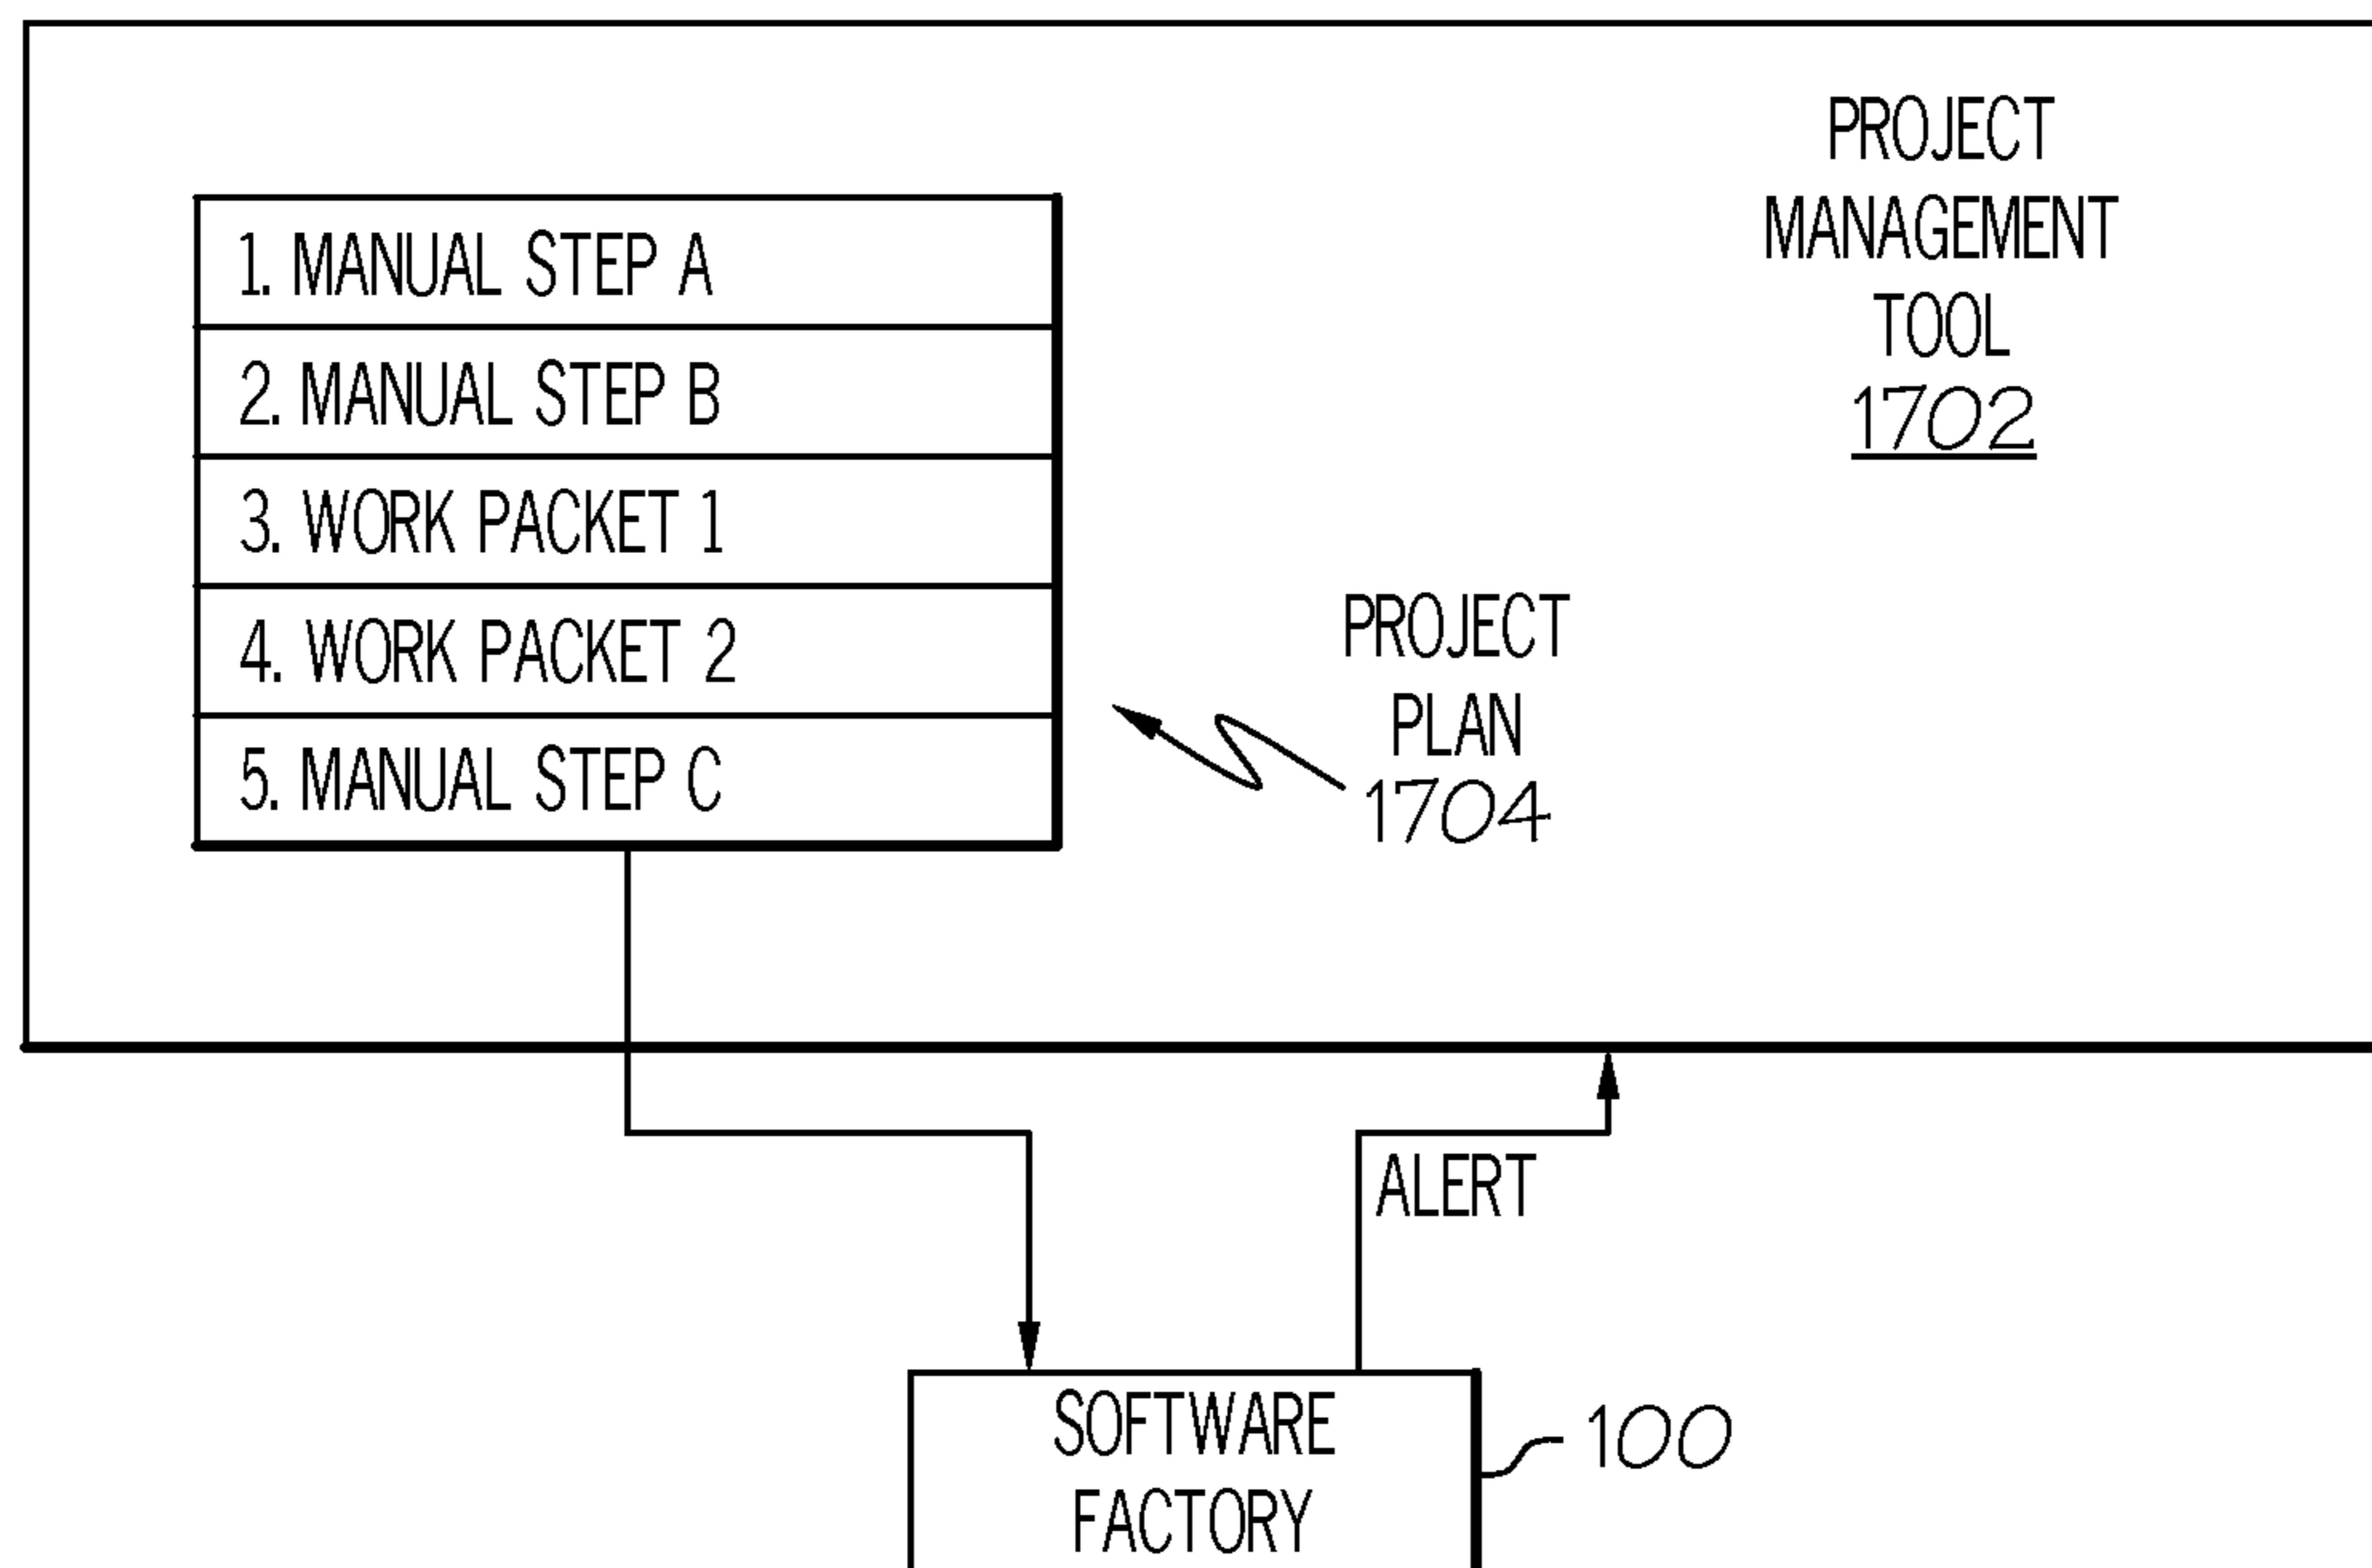 PROJECT
MANAGEMENT
TOOL
1702
1. MANUAL STEP A
2. MANUAL STEP B
3. WORK PACKET 1
4. WORK PACKET 2
5. MANUAL STEP C
PROJECT
PLAN
1704
ALERT
SOFTWARE
FACTORY
100